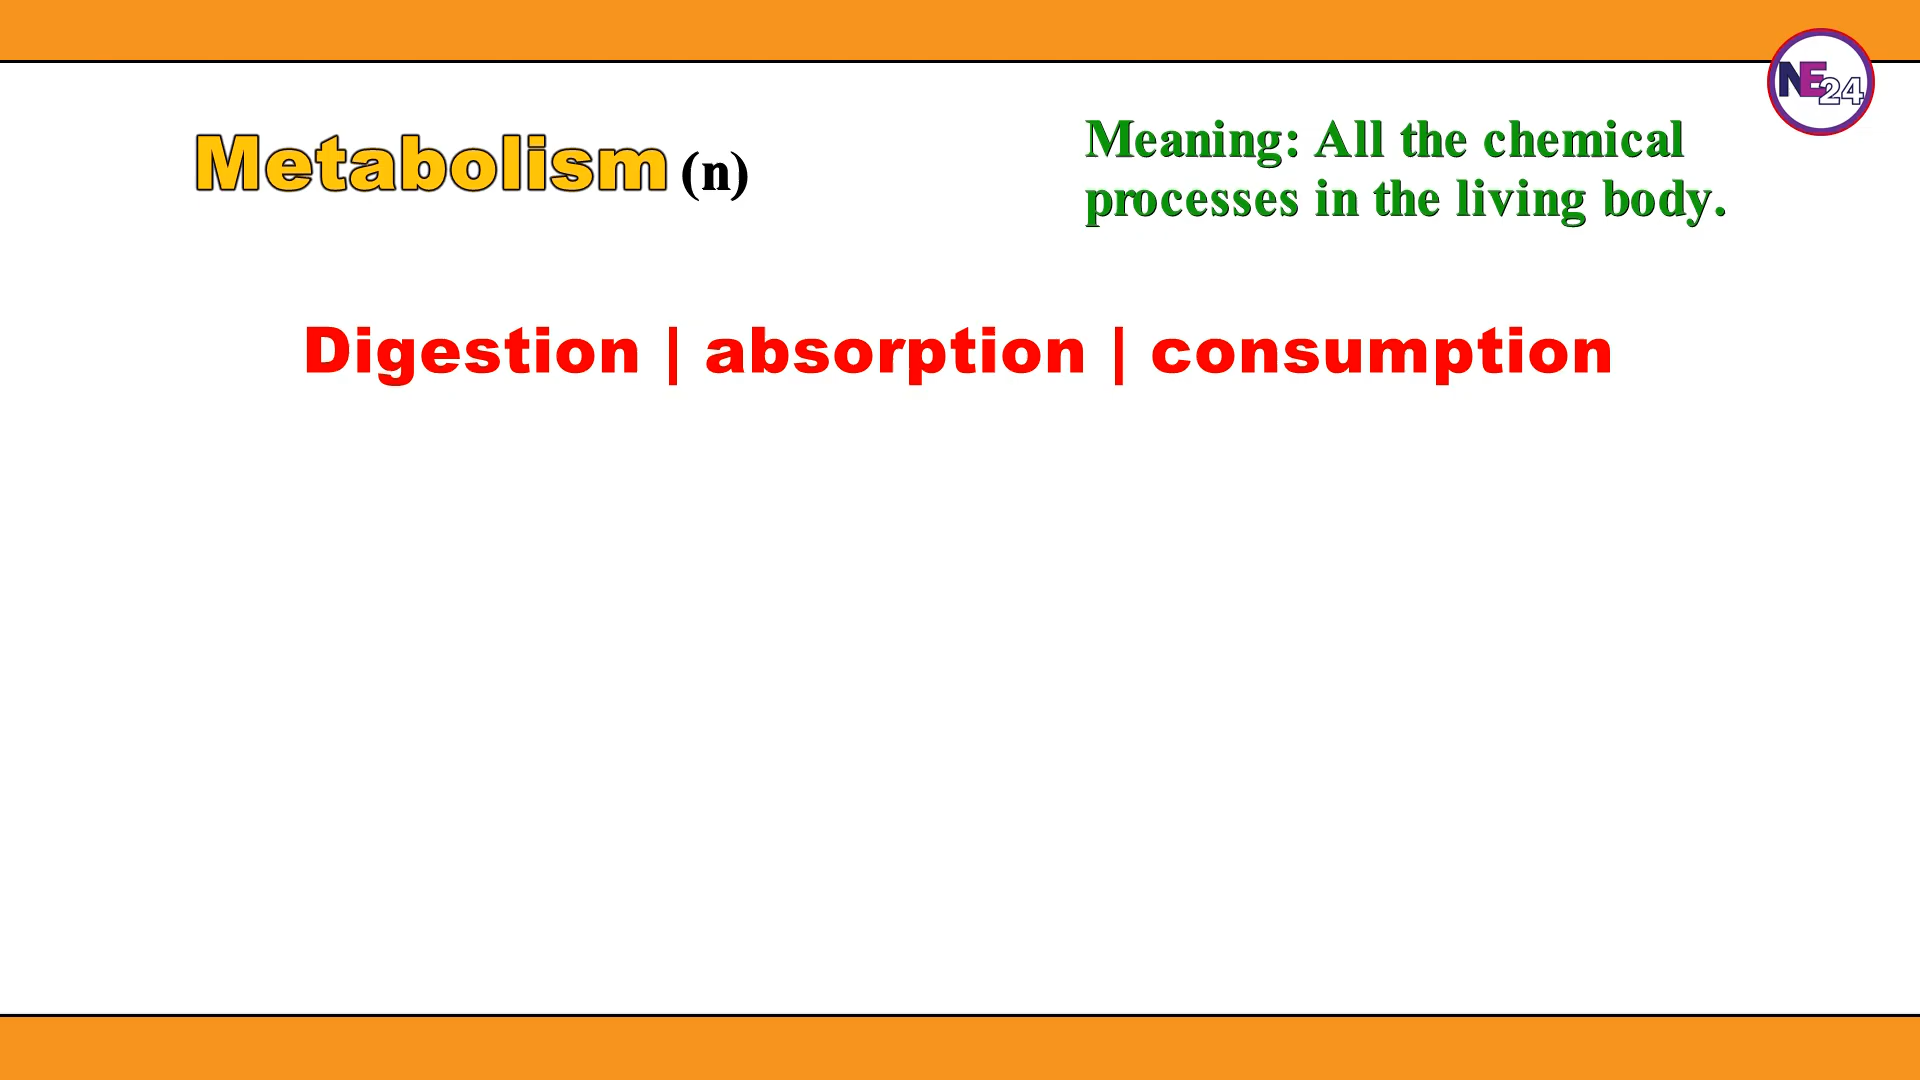 NE24
Metabolism (n)
Meaning: All the chemical
processes in the living body.
Digestion | absorption | consumption